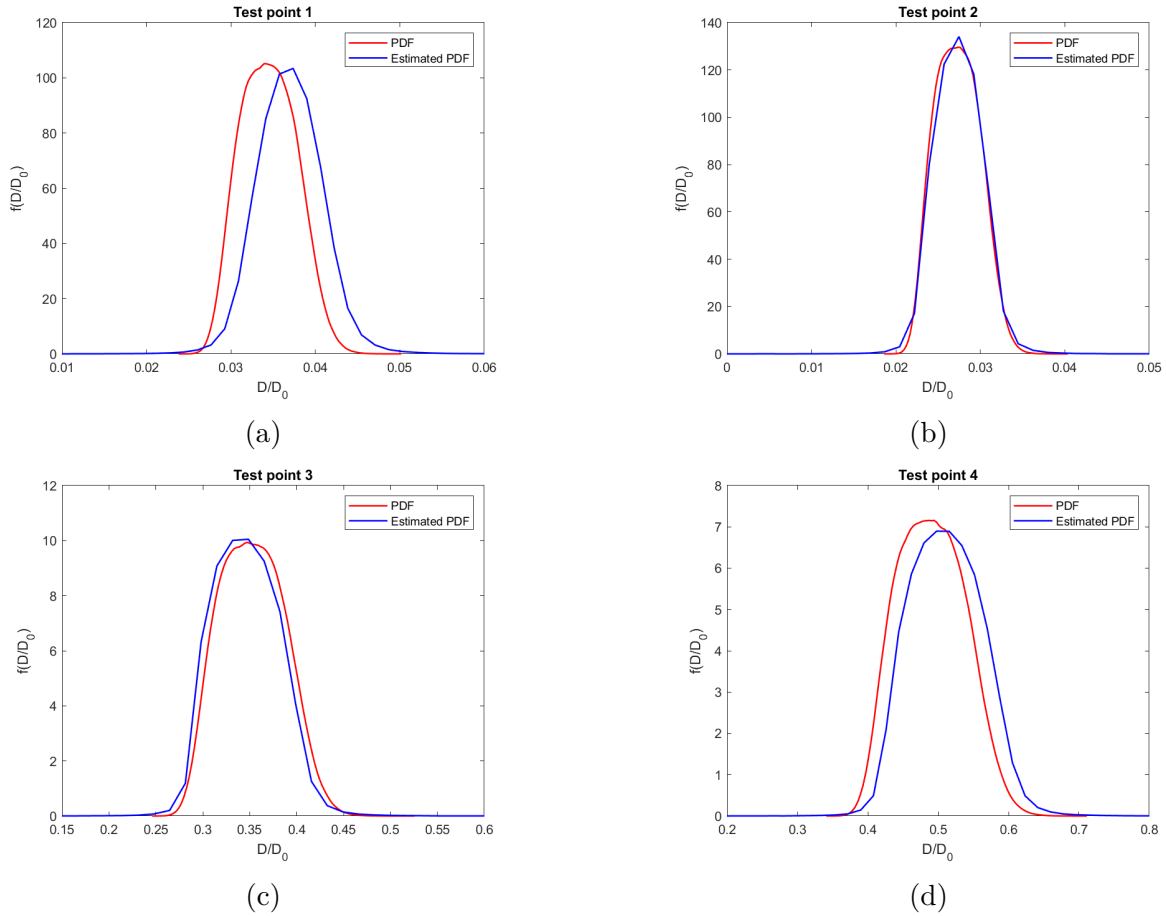 Test point 1
120
100
80
60
40
20
0
f(D/D0)
PDF
Estimated PDF
0.01 0.02 0.03 0.04 0.05 0.06
D/D0
(a)
Test point 2
140
120
100
80
60
40
20
0
f(D/D0)
PDF
Estimated PDF
0 0.01 0.02 0.03 0.04 0.05
D/D0
(b)
Test point 3
12
10
8
6
4
2
0
f(D/D0)
PDF
Estimated PDF
0.15 0.2 0.25 0.3 0.35 0.4 0.45 0.5 0.55 0.6
D/D0
(c)
Test point 4
8
7
6
5
4
3
2
1
0
f(D/D0)
PDF
Estimated PDF
0.2 0.3 0.4 0.5 0.6 0.7 0.8
D/D0
(d)